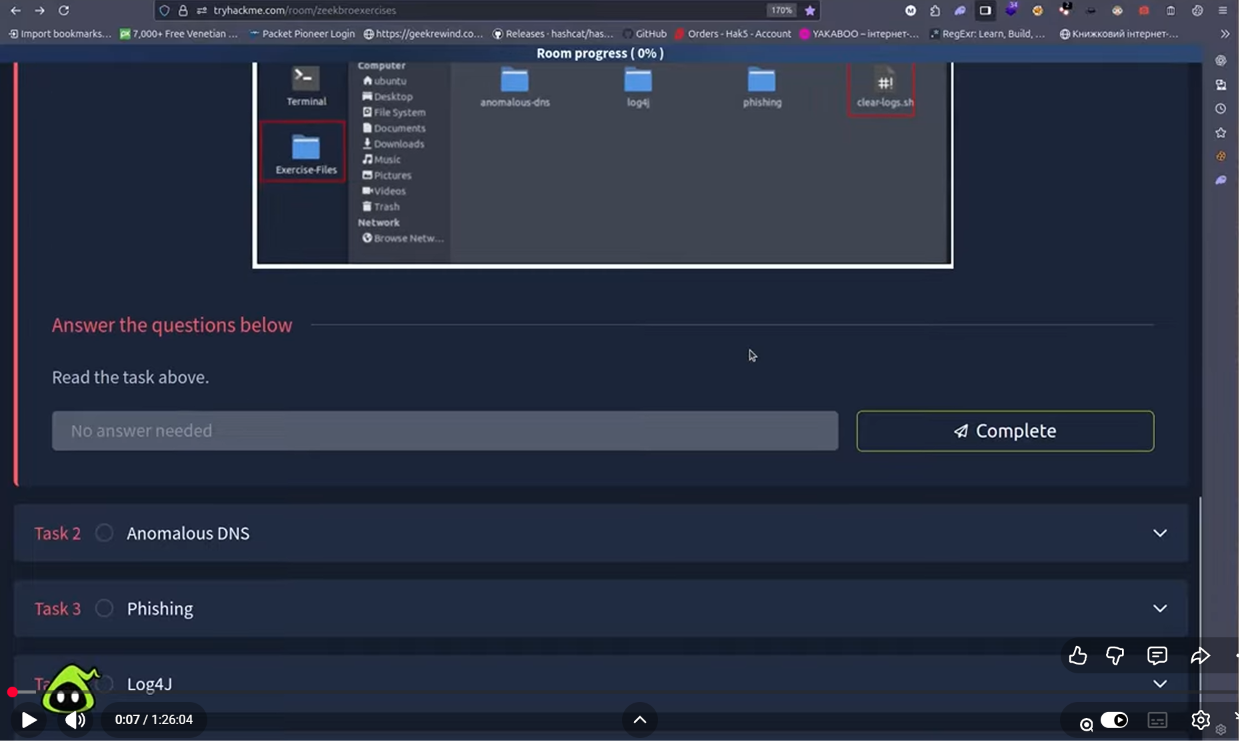 tryhackme.com/room/zeekbroexercises
170%
34
2
Import bookmarks... 7,000+ Free Venetian ... Packet Pioneer Login https://geekrewind.co... Releases · hashcat/has... GitHub Orders - Hak5 - Account YAKABOO – інтернет-... RegExr: Learn, Build, ... Книжковий інтернет-...
Room progress ( 0% )
Computer
ubuntu
Desktop
File System
Documents
Downloads
Music
Pictures
Videos
Trash
Network
Browse Netw...
Terminal
Exercise-Files
anomalous-dns
log4j
phishing
#!
clear-logs.sh
Answer the questions below
Read the task above.
No answer needed
Complete
Task 2 Anomalous DNS
Task 3 Phishing
Ta Log4J
0:07 / 1:26:04